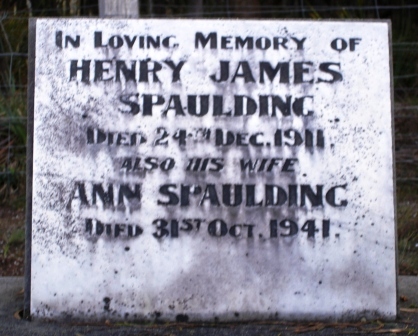 In Loving Memory of
HENRY JAMES
SPAULDING
Died 24TH Dec. 1911.
ALSO HIS WIFE
ANN SPAULDING
Died 31ST Oct. 1941.